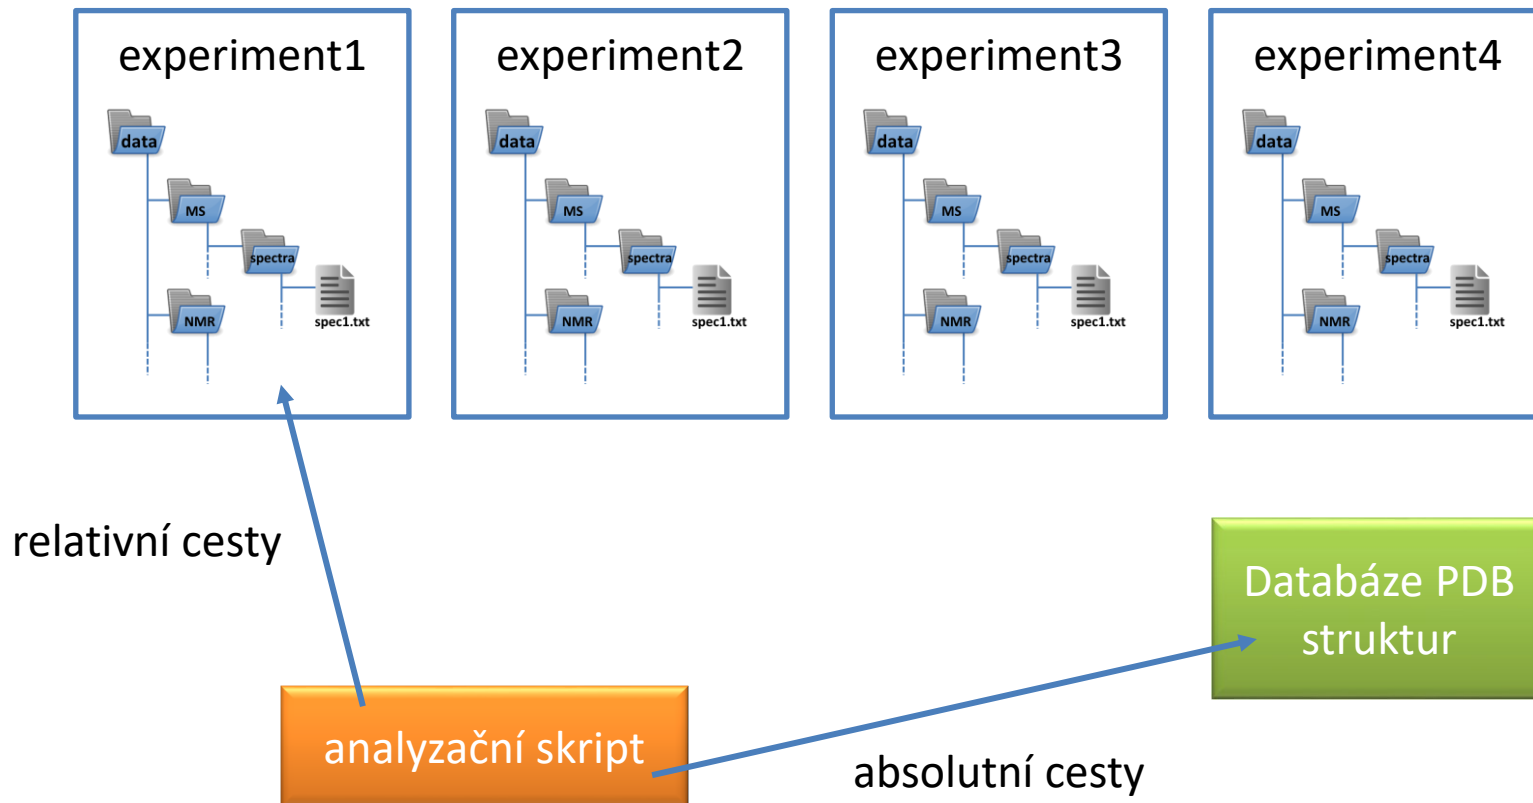 experiment1
data
MS
spectra
NMR
spec1.txt
experiment2
data
MS
spectra
NMR
spec1.txt
experiment3
data
MS
spectra
NMR
spec1.txt
experiment4
data
MS
spectra
NMR
spec1.txt
relativní cesty
Databáze PDB
struktur
analyzační skript
absolutní cesty